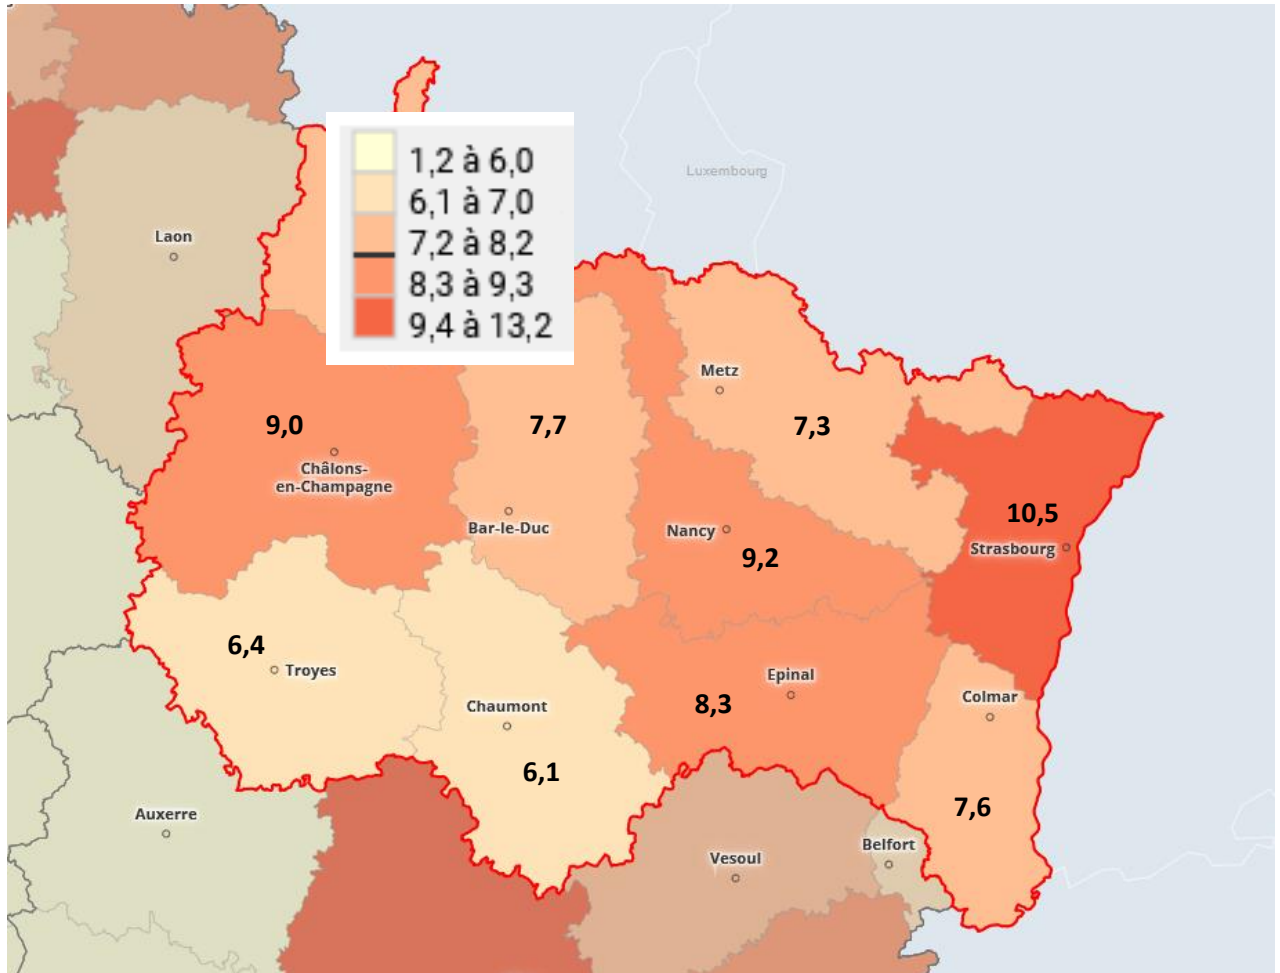 Luxembourg
1,2 à 6,0
6,1 à 7,0
7,2 à 8,2
8,3 à 9,3
9,4 à 13,2
Laon
Metz
9,0
7,7
7,3
Châlons-
en-Champagne
10,5
Bar-le-Duc
Nancy
9,2
Strasbourg
6,4
Troyes
Epinal
8,3
Colmar
Chaumont
6,1
7,6
Auxerre
Vesoul
Belfort